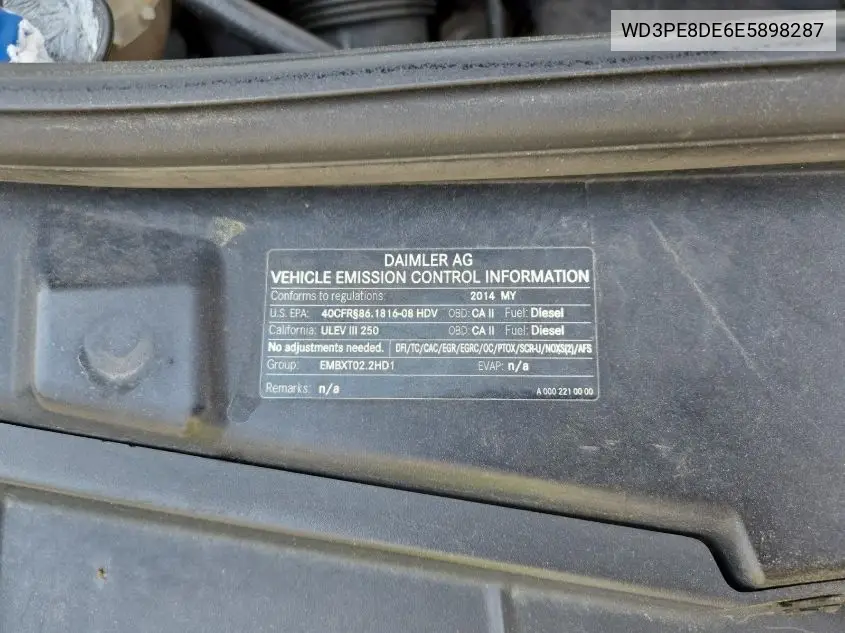 WD3PE8DE6E5898287
DAIMLER AG
VEHICLE EMISSION CONTROL INFORMATION
Conforms to regulations: 2014 MY
U.S. EPA: 40CFR§86.1816-08 HDV OBD: CA II Fuel: Diesel
California: ULEV III 250 OBD: CA II Fuel: Diesel
No adjustments needed. DFI/TC/CAC/EGR/EGRC/OC/PTOX/SCR-U/NOXS(2)/AFS
Group: EMBXT02.2HD1 EVAP: n/a
Remarks: n/a A 000 221 00 00